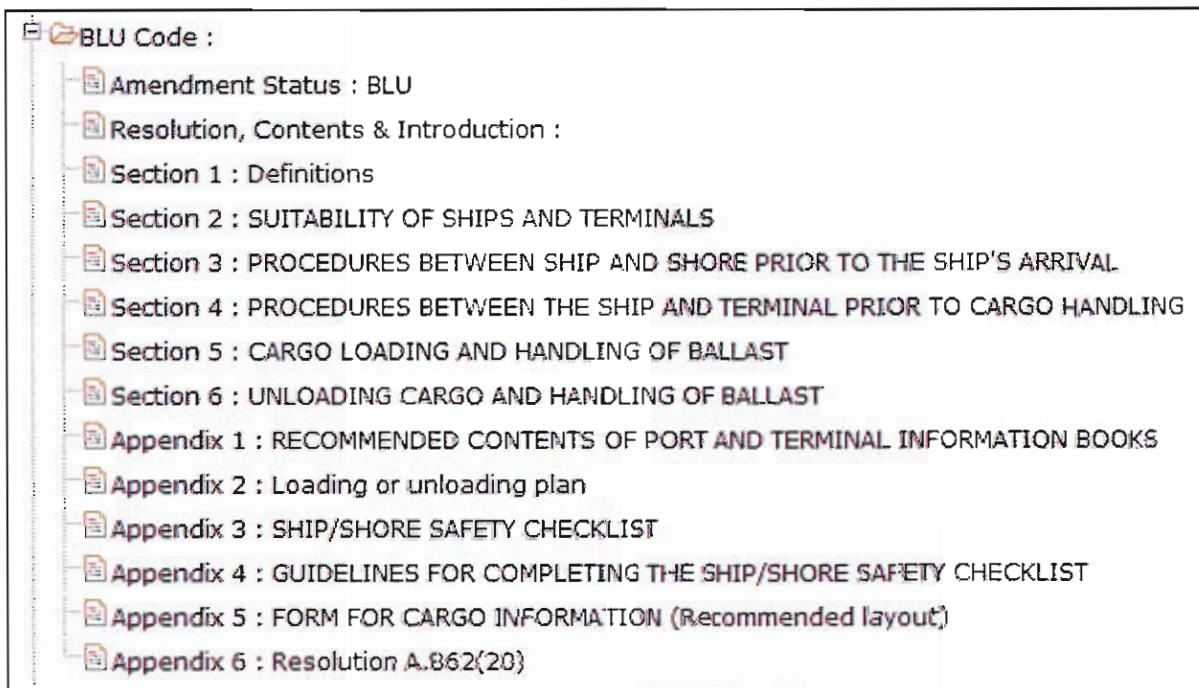 BLU Code :
Amendment Status : BLU
Resolution, Contents & Introduction :
Section 1 : Definitions
Section 2 : SUITABILITY OF SHIPS AND TERMINALS
Section 3 : PROCEDURES BETWEEN SHIP AND SHORE PRIOR TO THE SHIP'S ARRIVAL
Section 4 : PROCEDURES BETWEEN THE SHIP AND TERMINAL PRIOR TO CARGO HANDLING
Section 5 : CARGO LOADING AND HANDLING OF BALLAST
Section 6 : UNLOADING CARGO AND HANDLING OF BALLAST
Appendix 1 : RECOMMENDED CONTENTS OF PORT AND TERMINAL INFORMATION BOOKS
Appendix 2 : Loading or unloading plan
Appendix 3 : SHIP/SHORE SAFETY CHECKLIST
Appendix 4 : GUIDELINES FOR COMPLETING THE SHIP/SHORE SAFETY CHECKLIST
Appendix 5 : FORM FOR CARGO INFORMATION (Recommended layout)
Appendix 6 : Resolution A.862(20)